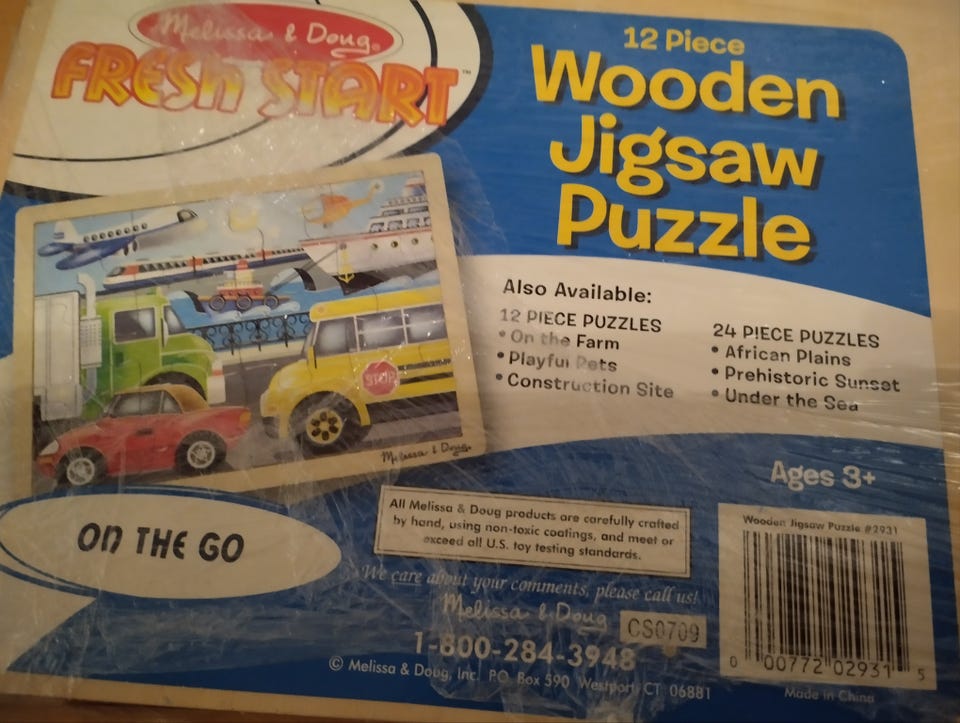 Melissa & Doug®
FRESH START™
12 Piece
Wooden
Jigsaw
Puzzle
STOP
Melissa & Doug
Also Available:
12 PIECE PUZZLES
• On the Farm
• Playful Pets
• Construction Site
24 PIECE PUZZLES
• African Plains
• Prehistoric Sunset
• Under the Sea
Ages 3+
ON THE GO
All Melissa & Doug products are carefully crafted
by hand, using non-toxic coatings, and meet or
exceed all U.S. toy testing standards.
We care about your comments, please call us!
Melissa & Doug
CS0709
1-800-284-3948
© Melissa & Doug, Inc. P.O. Box 590 Westport, CT 06881
Wooden Jigsaw Puzzle #2931
0 00772 02931 5
Made in China